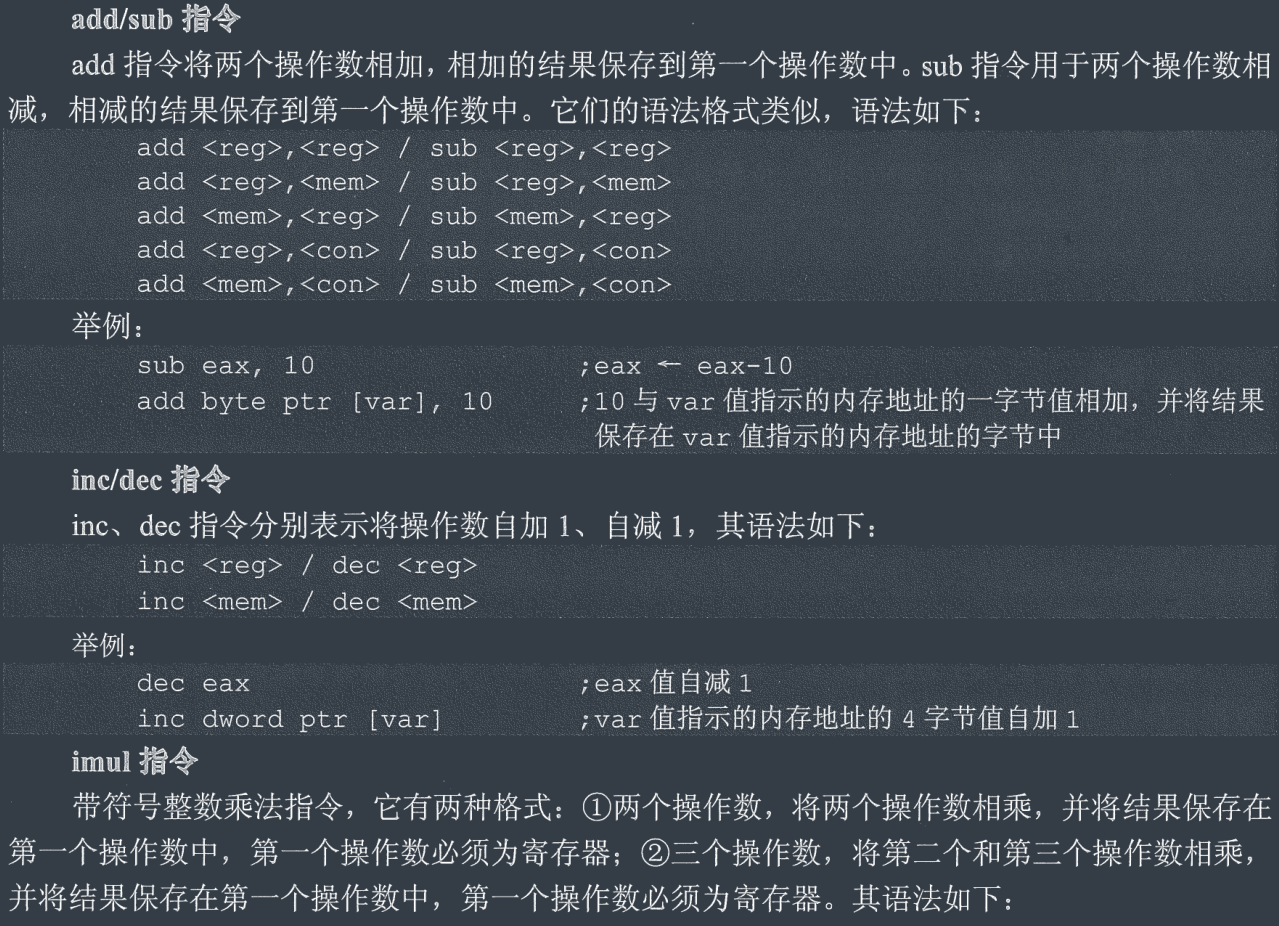 add/sub 指令
add 指令将两个操作数相加，相加的结果保存到第一个操作数中。sub 指令用于两个操作数相
减，相减的结果保存到第一个操作数中。它们的语法格式类似，语法如下：
add <reg>,<reg> / sub <reg>,<reg>
add <reg>,<mem> / sub <reg>,<mem>
add <mem>,<reg> / sub <mem>,<reg>
add <reg>,<con> / sub <reg>,<con>
add <mem>,<con> / sub <mem>,<con>
举例：
sub eax, 10 ;eax ← eax-10
add byte ptr [var], 10 ;10 与 var 值指示的内存地址的一字节值相加，并将结果
保存在 var 值指示的内存地址的字节中
inc/dec 指令
inc、dec 指令分别表示将操作数自加 1、自减 1，其语法如下：
inc <reg> / dec <reg>
inc <mem> / dec <mem>
举例：
dec eax ;eax 值自减 1
inc dword ptr [var] ;var 值指示的内存地址的 4 字节值自加 1
imul 指令
带符号整数乘法指令，它有两种格式：①两个操作数，将两个操作数相乘，并将结果保存在
第一个操作数中，第一个操作数必须为寄存器；②三个操作数，将第二个和第三个操作数相乘，
并将结果保存在第一个操作数中，第一个操作数必须为寄存器。其语法如下：